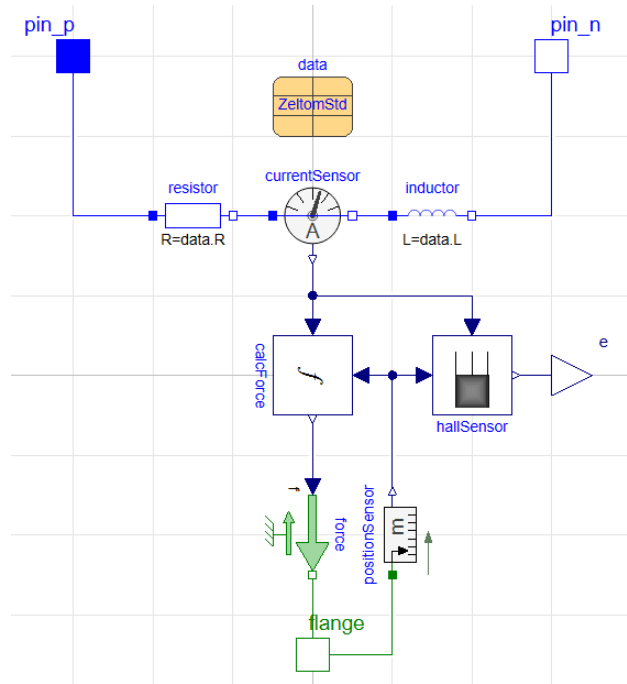 pin_p
pin_n
data
ZeltomStd
resistor
currentSensor
inductor
A
R=data.R
L=data.L
calcForce
f
e
hallSensor
f
force
positionSensor
m
flange